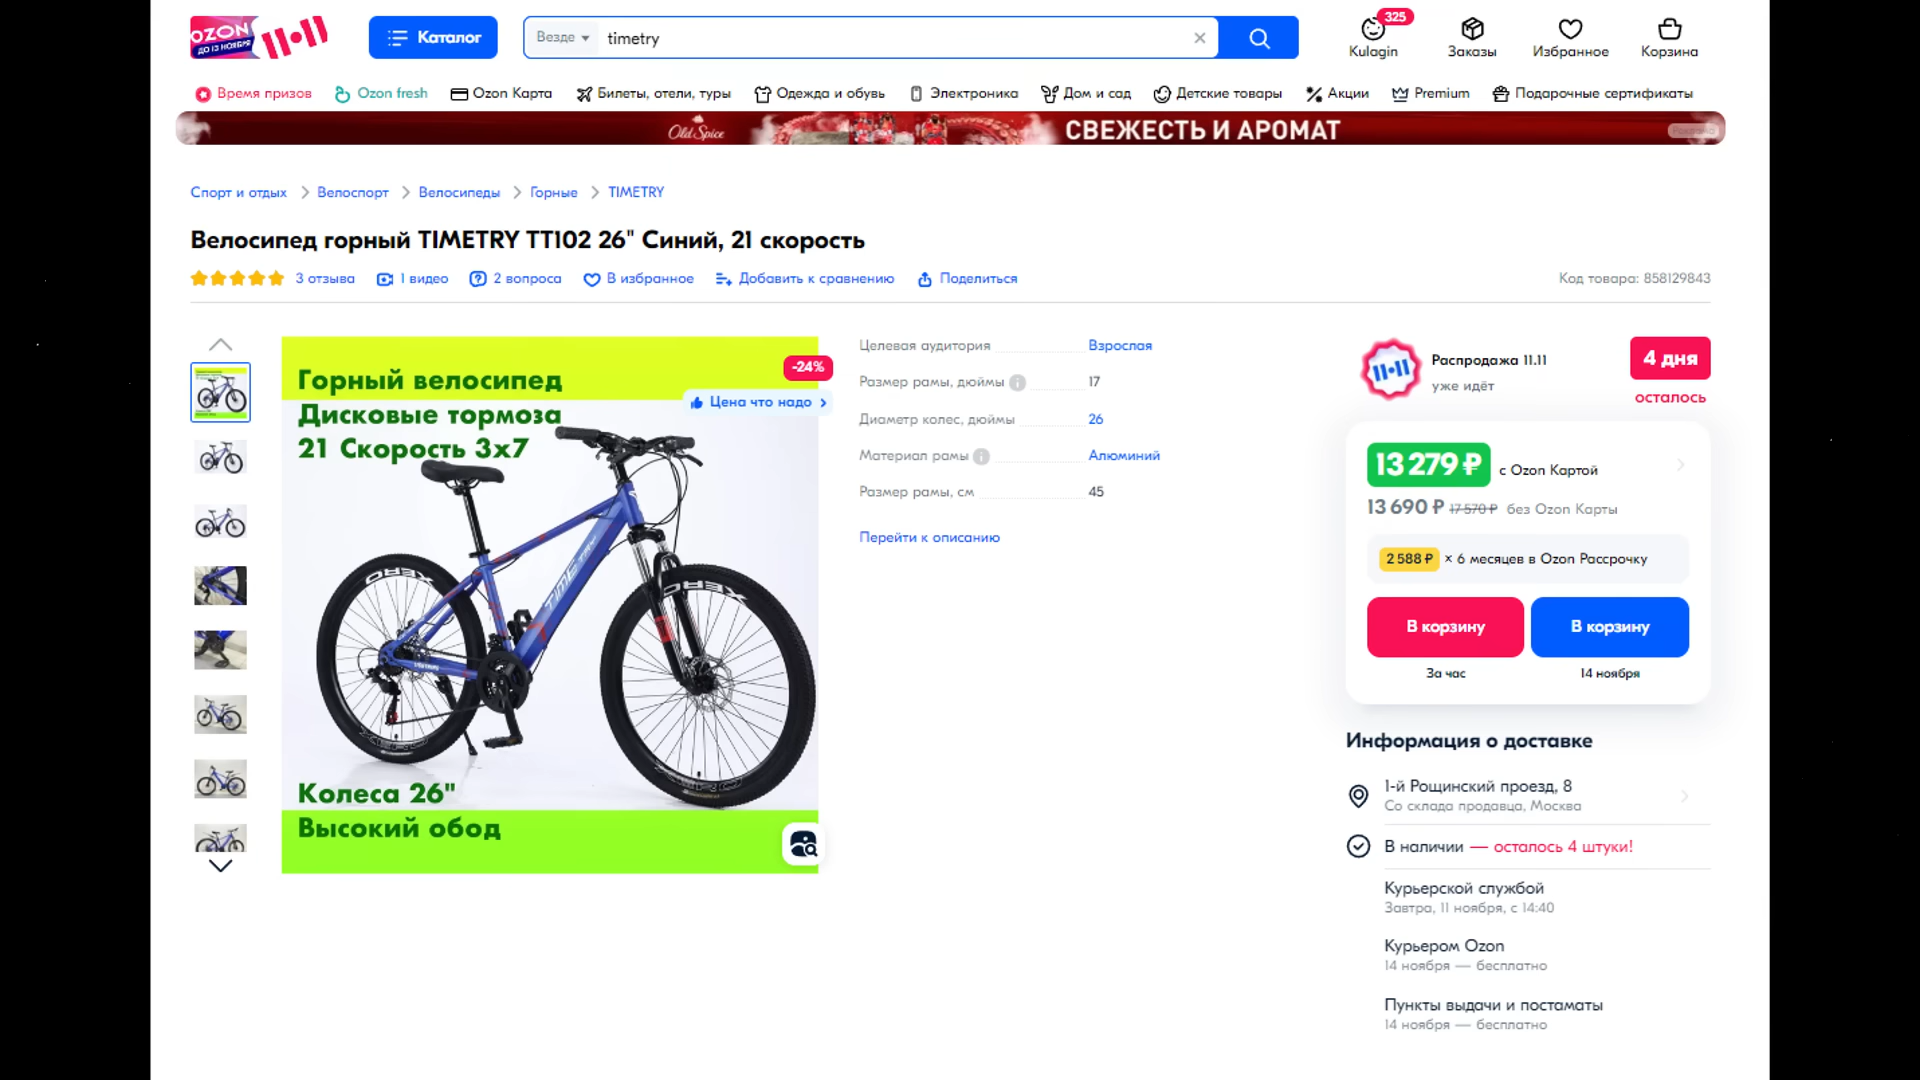 OZON
ДО 13 НОЯБРЯ
11•11
Каталог
Везде
timetry
325
Kulagin
Заказы
Избранное
Корзина
Время призов
Ozon fresh
Ozon Карта
Билеты, отели, туры
Одежда и обувь
Электроника
Дом и сад
Детские товары
Акции
Premium
Подарочные сертификаты
Old Spice
СВЕЖЕСТЬ И АРОМАТ
Реклама
Спорт и отдых
Велоспорт
Велосипеды
Горные
TIMETRY
Велосипед горный TIMETRY TT102 26" Синий, 21 скорость
3 отзыва
1 видео
2 вопроса
В избранное
Добавить к сравнению
Поделиться
Код товара: 858129843
-24%
Цена что надо
Горный велосипед
Дисковые тормоза
21 Скорость 3x7
TIMETRY
XERO
XERO
XERO
XERO
Колеса 26"
Высокий обод
Целевая аудитория Взрослая
Размер рамы, дюймы 17
Диаметр колес, дюймы 26
Материал рамы Алюминий
Размер рамы, см 45
Перейти к описанию
11•11
Распродажа 11.11
уже идёт
4 дня
осталось
13 279 ₽ с Ozon Картой
13 690 ₽ 17 570 ₽ без Ozon Карты
2 588 ₽ × 6 месяцев в Ozon Рассрочку
В корзину
За час
В корзину
14 ноября
Информация о доставке
1-й Рощинский проезд, 8
Со склада продавца, Москва
В наличии — осталось 4 штуки!
Курьерской службой
Завтра, 11 ноября, с 14:40
Курьером Ozon
14 ноября — бесплатно
Пункты выдачи и постаматы
14 ноября — бесплатно